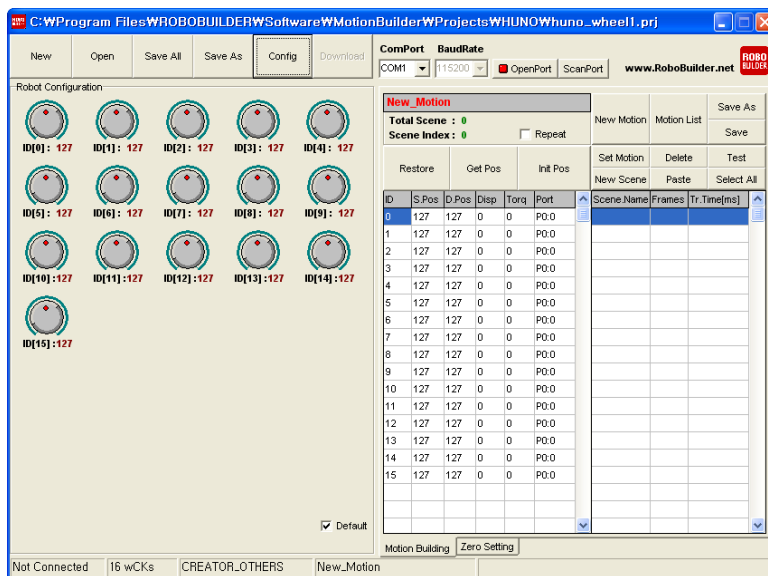 C:₩Program Files₩ROBOBUILDER₩Software₩MotionBuilder₩Projects₩HUNO₩huno_wheel1.prj
New Open Save All Save As Config Download
ComPort BaudRate
COM1 115200 OpenPort ScanPort www.RoboBuilder.net ROBO BUILDER
Robot Configuration
ID[0] : 127 ID[1] : 127 ID[2] : 127 ID[3] : 127 ID[4] : 127
ID[5] : 127 ID[6] : 127 ID[7] : 127 ID[8] : 127 ID[9] : 127
ID[10] :127 ID[11] :127 ID[12] :127 ID[13] :127 ID[14] :127
ID[15] :127
Default
New_Motion
Total Scene : 0
Scene Index : 0 Repeat
New Motion Motion List Save As
Save
Restore Get Pos Init Pos
Set Motion Delete Test
New Scene Paste Select All
ID S.Pos D.Pos Disp Torq Port
0 127 127 0 0 P0:0
1 127 127 0 0 P0:0
2 127 127 0 0 P0:0
3 127 127 0 0 P0:0
4 127 127 0 0 P0:0
5 127 127 0 0 P0:0
6 127 127 0 0 P0:0
7 127 127 0 0 P0:0
8 127 127 0 0 P0:0
9 127 127 0 0 P0:0
10 127 127 0 0 P0:0
11 127 127 0 0 P0:0
12 127 127 0 0 P0:0
13 127 127 0 0 P0:0
14 127 127 0 0 P0:0
15 127 127 0 0 P0:0
Scene.Name Frames Tr.Time[ms]
Motion Building Zero Setting
Not Connected 16 wCKs CREATOR_OTHERS New_Motion